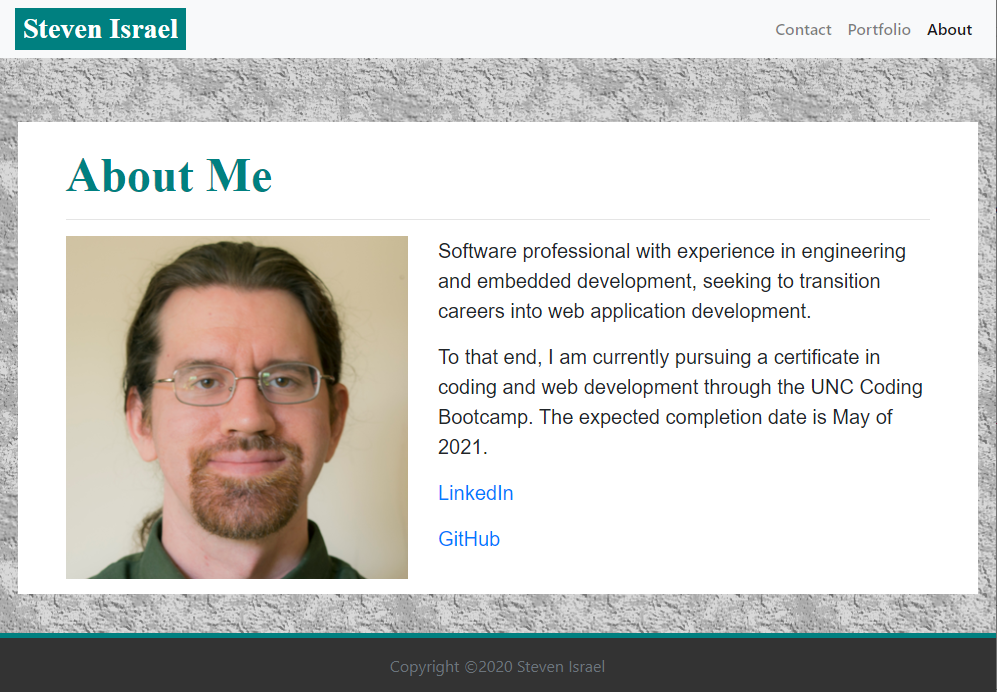 Steven Israel
Contact Portfolio About
About Me
Software professional with experience in engineering
and embedded development, seeking to transition
careers into web application development.
To that end, I am currently pursuing a certificate in
coding and web development through the UNC Coding
Bootcamp. The expected completion date is May of
2021.
LinkedIn
GitHub
Copyright ©2020 Steven Israel